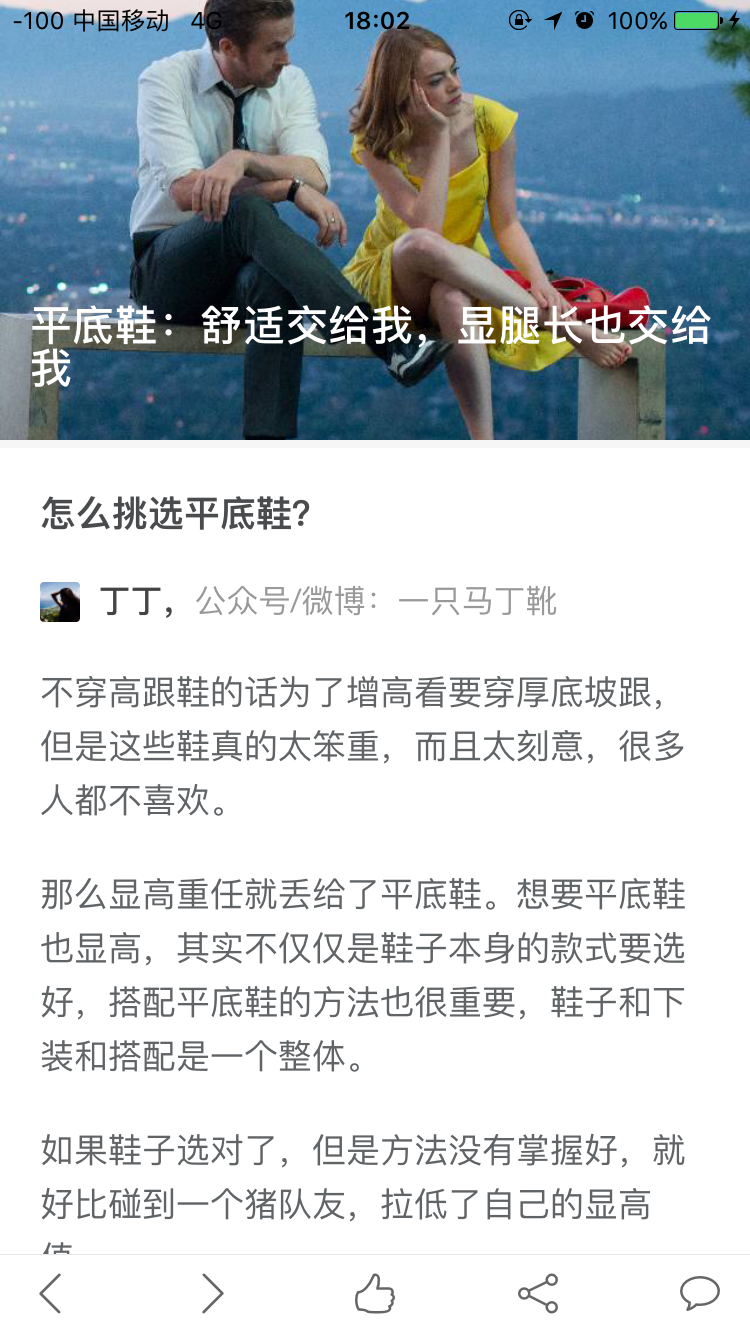 -100 中国移动 4G 18:02 100%
平底鞋：舒适交给我，显腿长也交给
我
怎么挑选平底鞋?
丁丁，公众号/微博：一只马丁靴
不穿高跟鞋的话为了增高看要穿厚底坡跟，
但是这些鞋真的太笨重，而且太刻意，很多
人都不喜欢。
那么显高重任就丢给了平底鞋。想要平底鞋
也显高，其实不仅仅是鞋子本身的款式要选
好，搭配平底鞋的方法也很重要，鞋子和下
装和搭配是一个整体。
如果鞋子选对了，但是方法没有掌握好，就
好比碰到一个猪队友，拉低了自己的显高